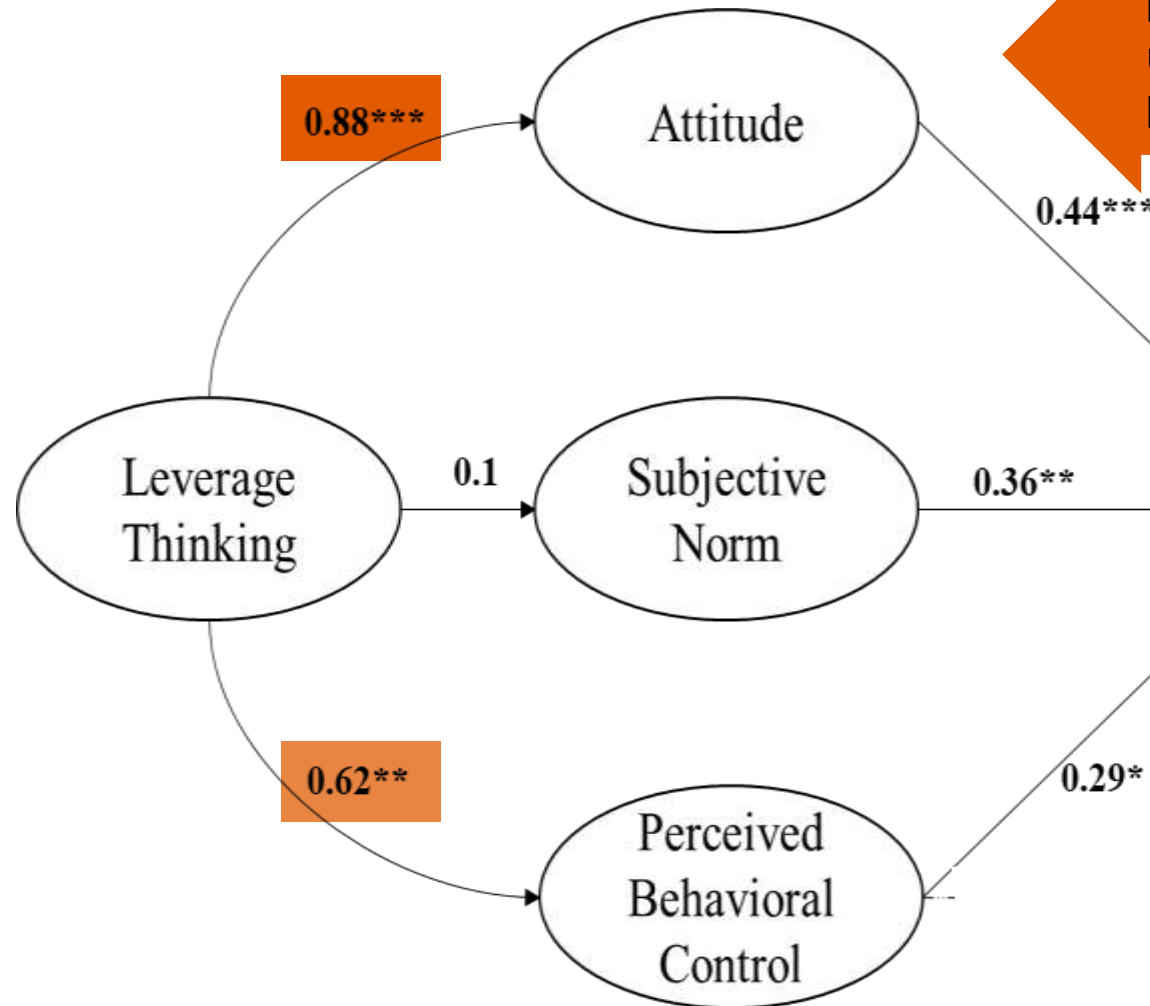 0.88***
Attitude
0.44***
Leverage
Thinking
0.1
Subjective
Norm
0.36**
0.62**
0.29*
Perceived
Behavioral
Control